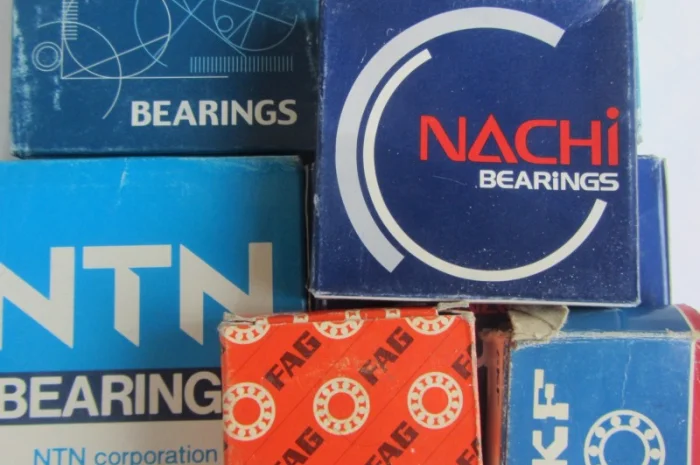 BEARINGS
NACHi
BEARiNGS
NTN
BEARING
NTN corporation
FAG
FAG
FAG
FAG
FAG
KF